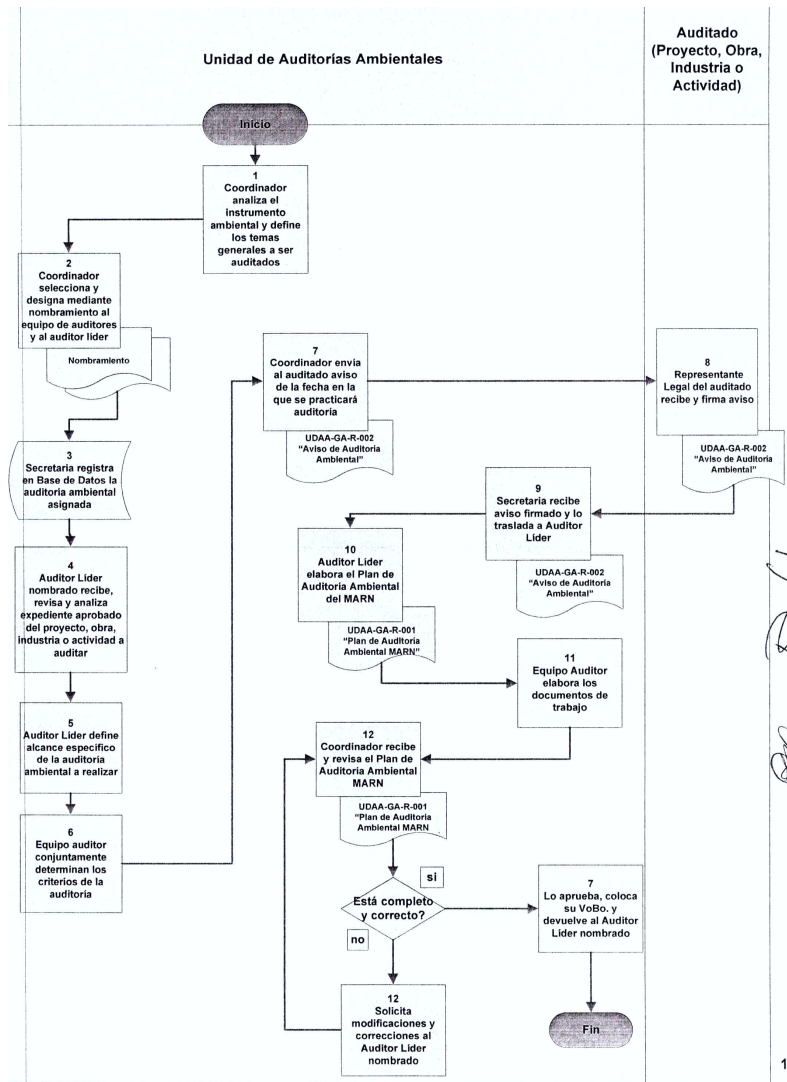 Unidad de Auditorías Ambientales
Auditado
(Proyecto, Obra,
Industria o
Actividad)
Inicio
1
Coordinador
analiza el
instrumento
ambiental y define
los temas
generales a ser
auditados
2
Coordinador
selecciona y
designa mediante
nombramiento al
equipo de auditores
y al auditor líder
Nombramiento
3
Secretaria registra
en Base de Datos la
auditoria ambiental
asignada
4
Auditor Líder
nombrado recibe,
revisa y analiza
expediente aprobado
del proyecto, obra,
industria o actividad a
auditar
5
Auditor Líder define
alcance específico
de la auditoria
ambiental a realizar
6
Equipo auditor
conjuntamente
determinan los
criterios de la
auditoría
7
Coordinador envía
al auditado aviso
de la fecha en la
que se practicará
auditoria
UDAA-GA-R-002
“Aviso de Auditoria
Ambiental”
8
Representante
Legal del auditado
recibe y firma aviso
UDAA-GA-R-002
“Aviso de Auditoria
Ambiental”
9
Secretaria recibe
aviso firmado y lo
traslada a Auditor
Líder
UDAA-GA-R-002
“Aviso de Auditoria
Ambiental”
10
Auditor Líder
elabora el Plan de
Auditoria Ambiental
del MARN
UDAA-GA-R-001
“Plan de Auditoria
Ambiental MARN”
11
Equipo Auditor
elabora los
documentos de
trabajo
12
Coordinador recibe
y revisa el Plan de
Auditoria Ambiental
MARN
UDAA-GA-R-001
“Plan de Auditoria
Ambiental MARN
si
Está completo
y correcto?
no
7
Lo aprueba, coloca
su VoBo. y
devuelve al Auditor
Líder nombrado
12
Solicita
modificaciones y
correcciones al
Auditor Líder
nombrado
Fin
1